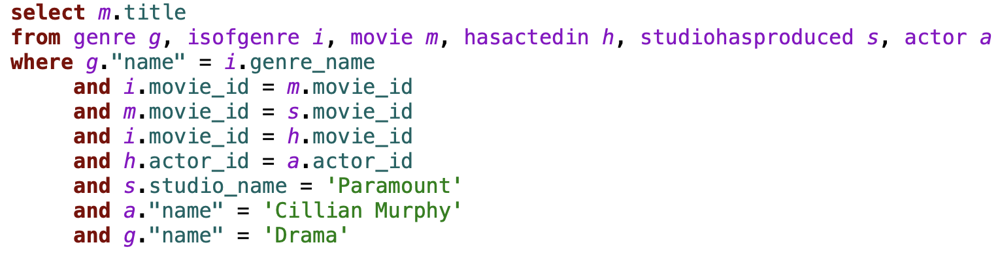 select m.title
from genre g, isofgenre i, movie m, hasactedin h, studiohasproduced s, actor a
where g."name" = i.genre_name
and i.movie_id = m.movie_id
and m.movie_id = s.movie_id
and i.movie_id = h.movie_id
and h.actor_id = a.actor_id
and s.studio_name = 'Paramount'
and a."name" = 'Cillian Murphy'
and g."name" = 'Drama'